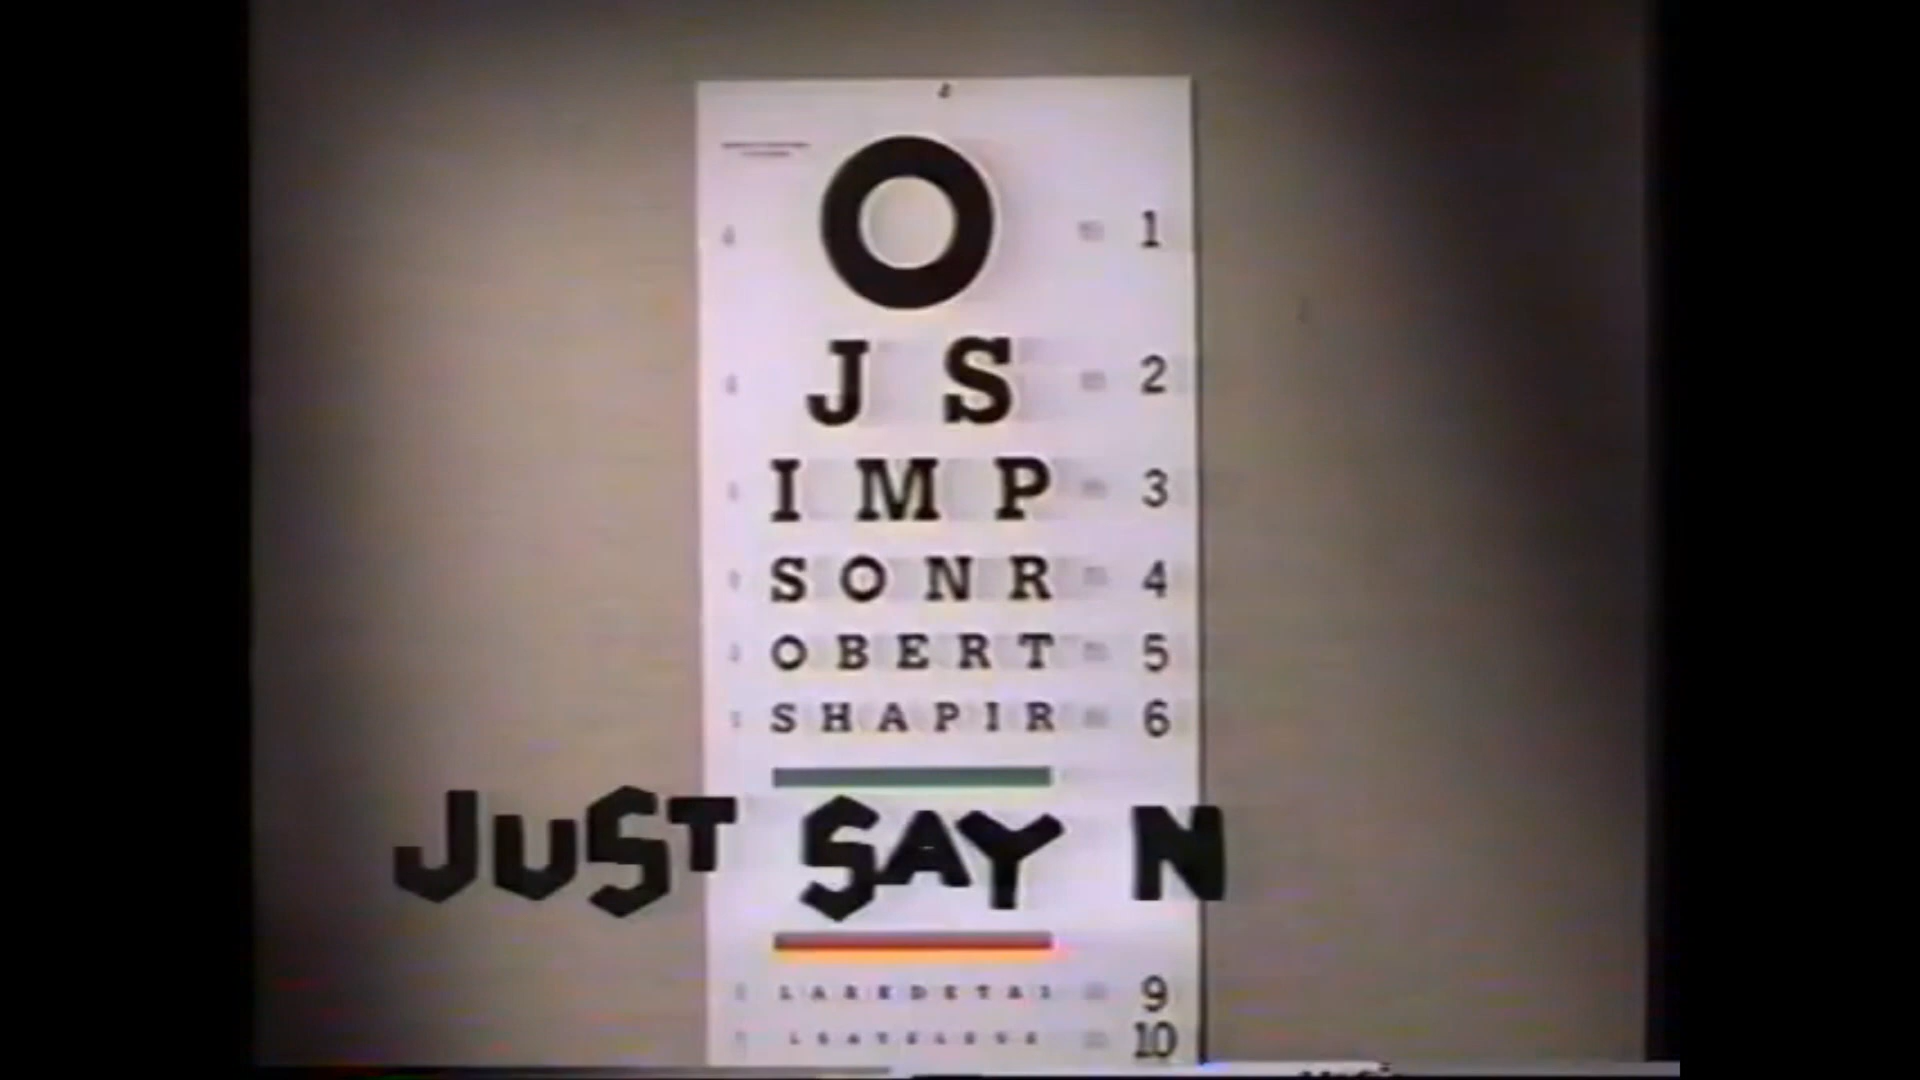 O 1
J S 2
I M P 3
S O N R 4
O B E R T 5
S H A P I R 6
JUST SAY N
9
10